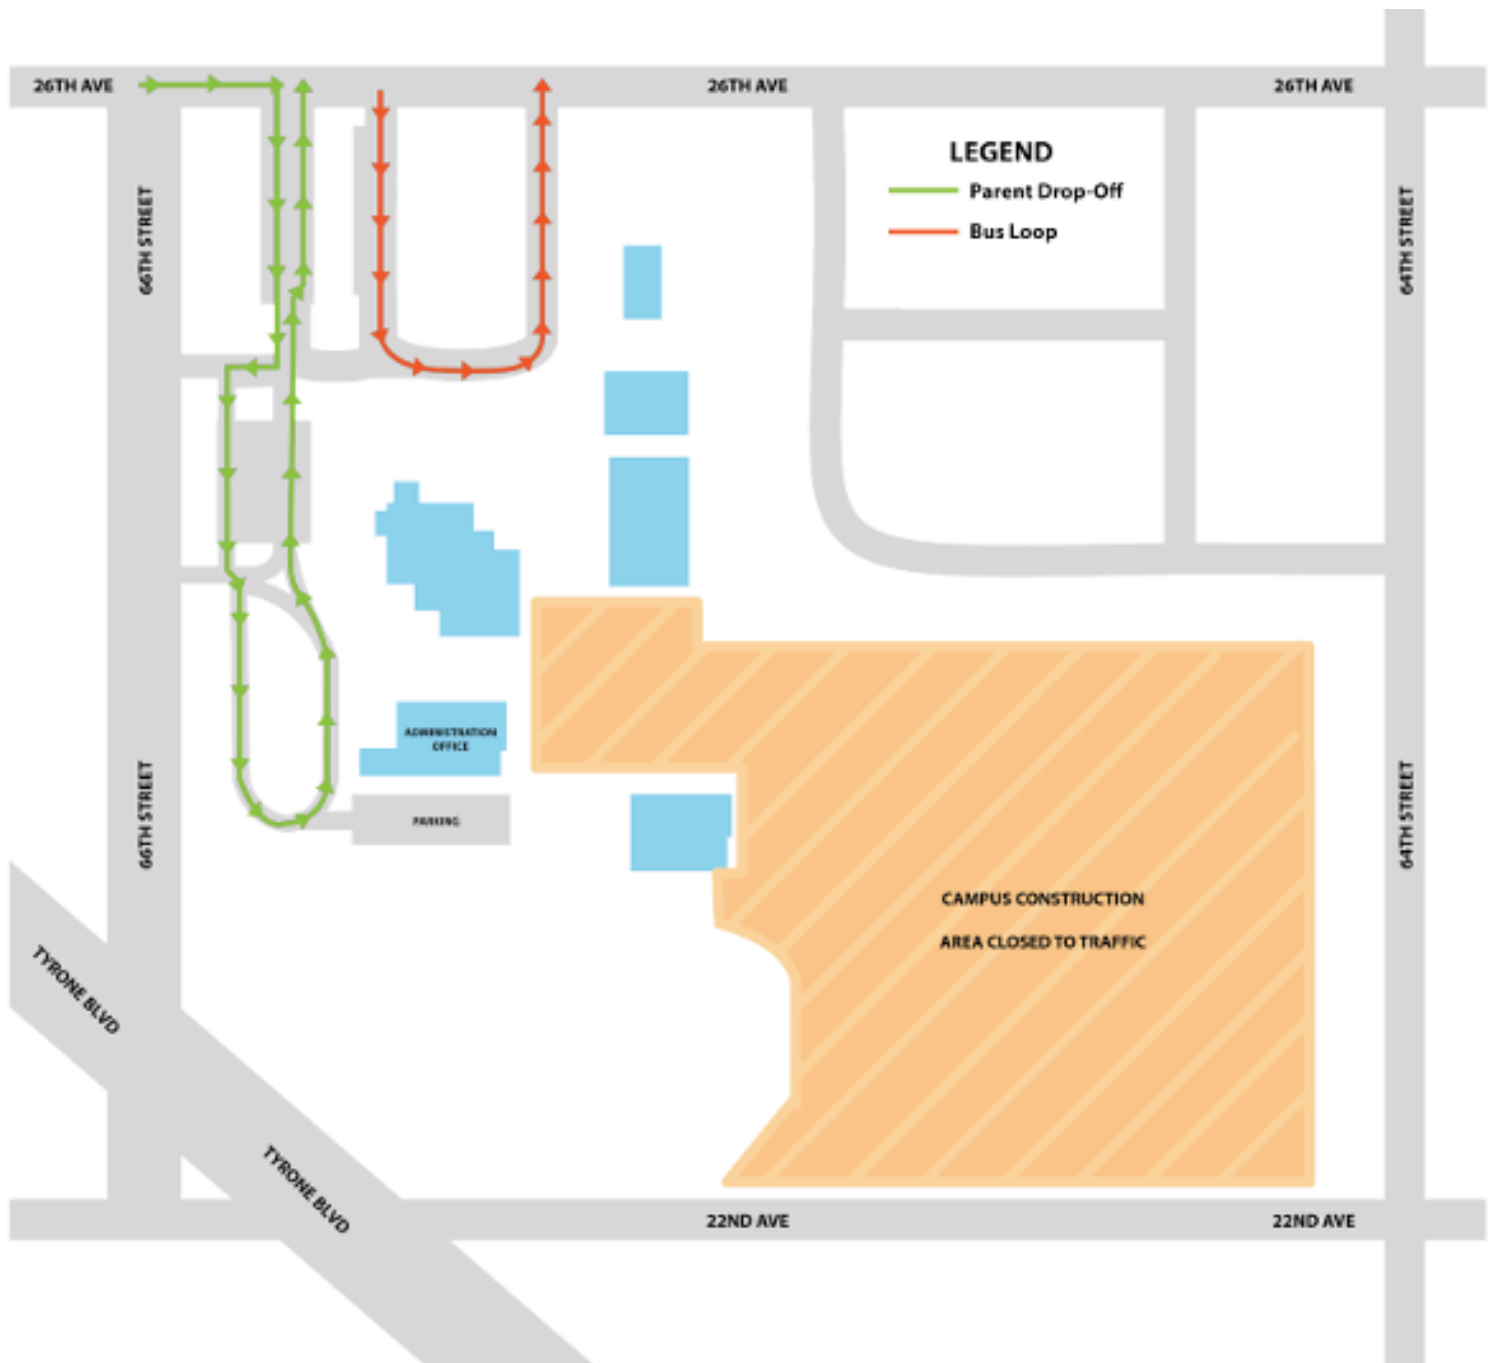 26TH AVE
26TH AVE
26TH AVE
LEGEND
Parent Drop-Off
Bus Loop
66TH STREET
64TH STREET
ADMINISTRATION
OFFICE
PARKING
66TH STREET
64TH STREET
CAMPUS CONSTRUCTION
AREA CLOSED TO TRAFFIC
TYRONE BLVD
TYRONE BLVD
22ND AVE
22ND AVE